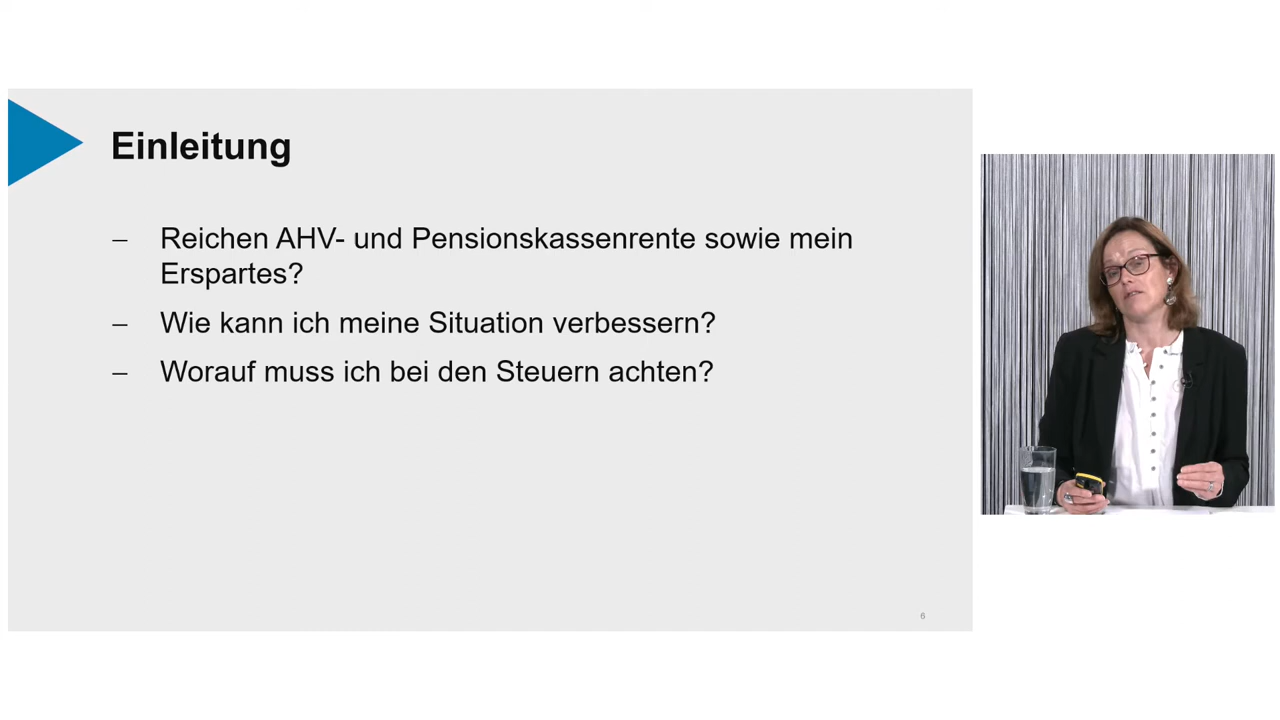 Einleitung
– Reichen AHV- und Pensionskassenrente sowie mein
Erspartes?
– Wie kann ich meine Situation verbessern?
– Worauf muss ich bei den Steuern achten?
6